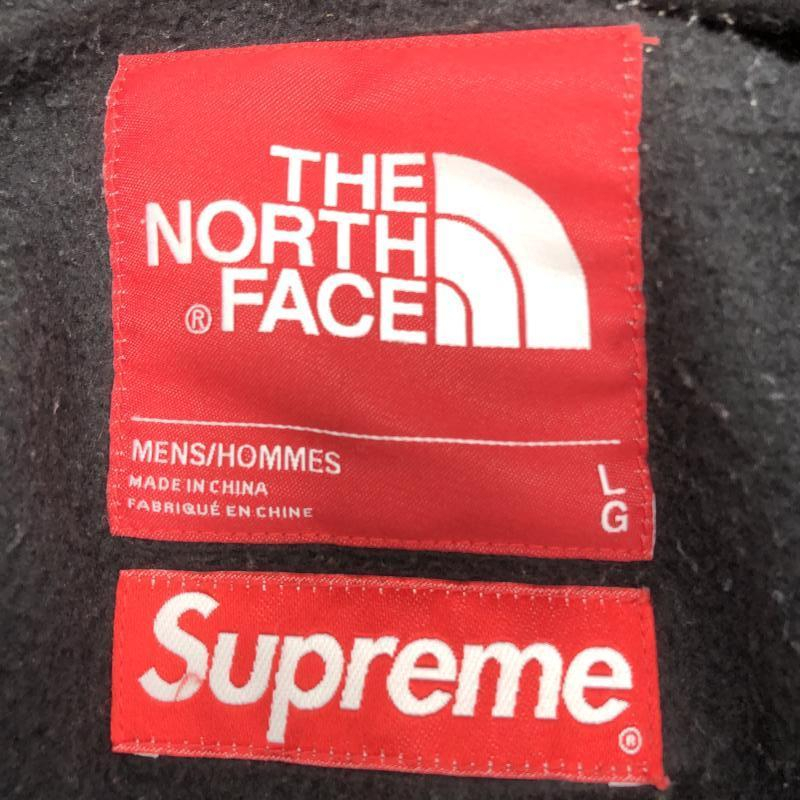 THE
NORTH
® FACE
MENS/HOMMES
MADE IN CHINA
FABRIQUÉ EN CHINE
L
G
Supreme
®